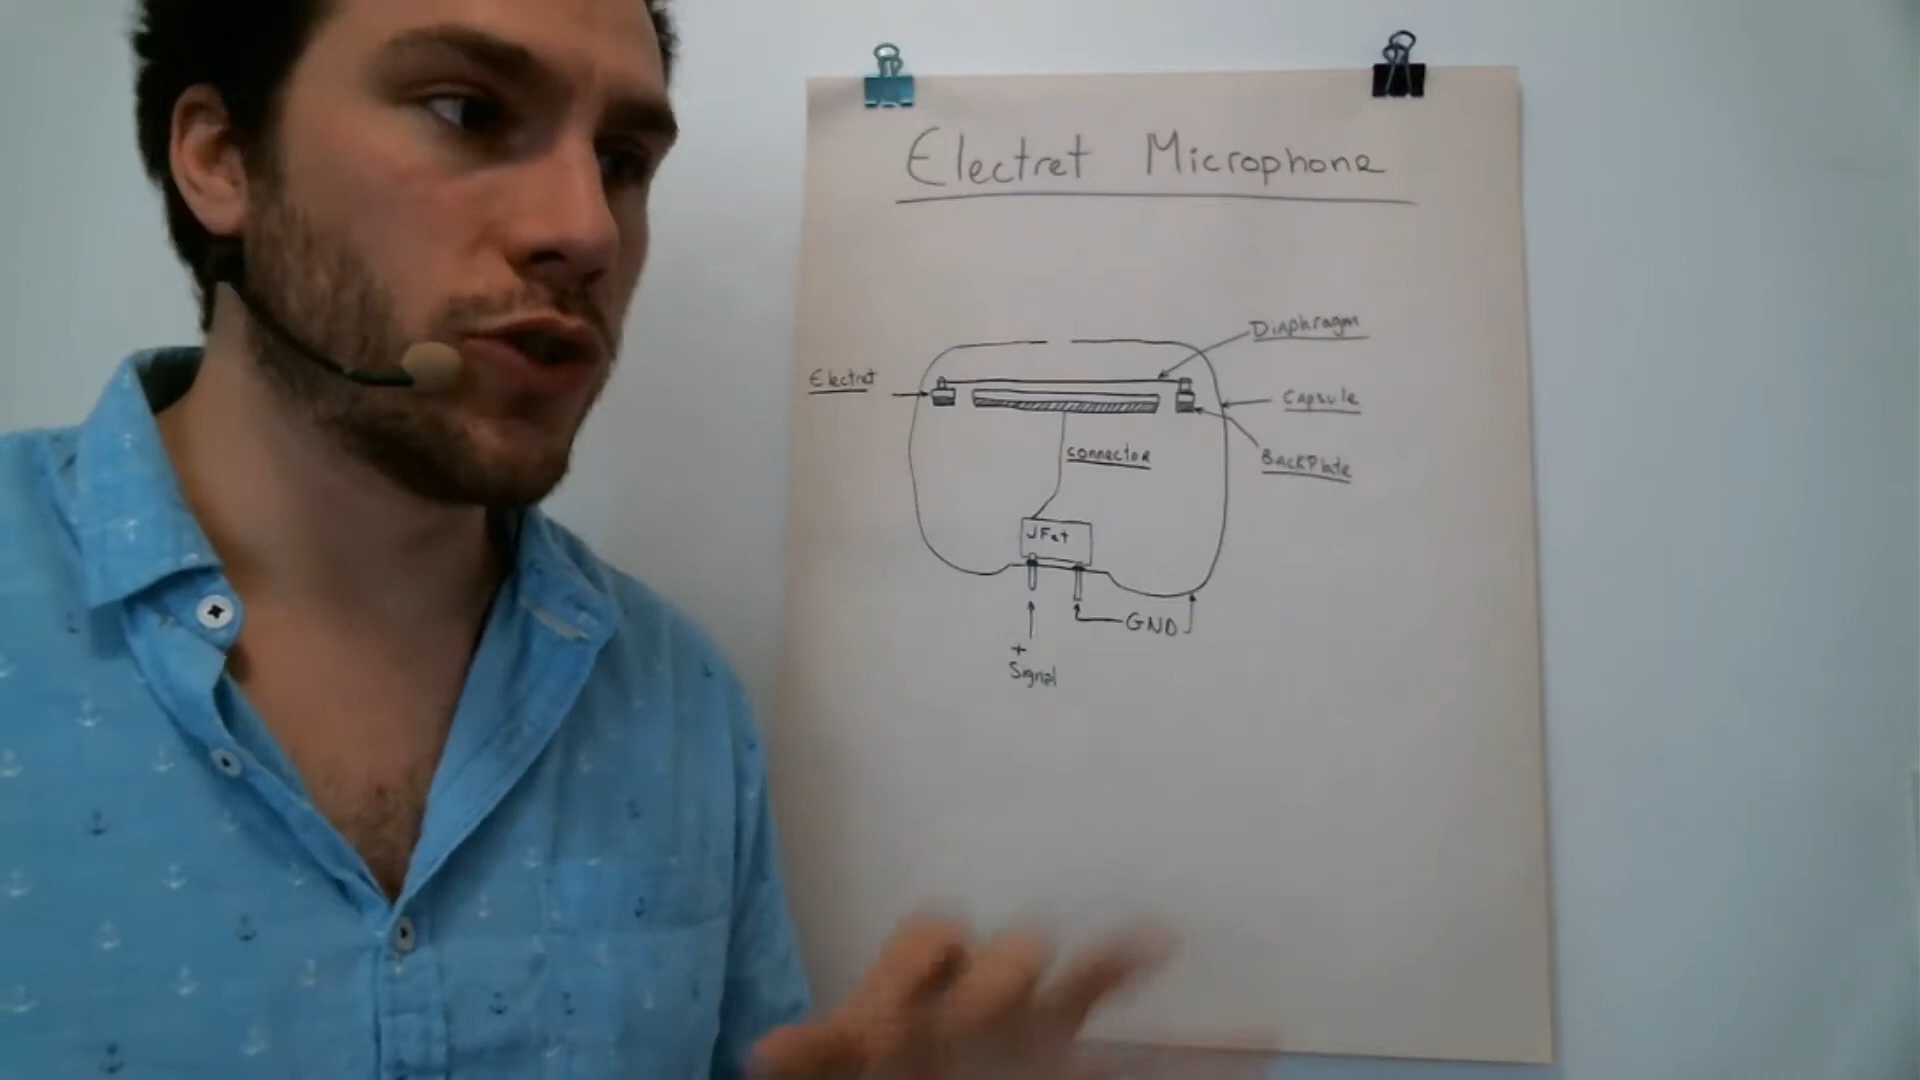 Electret Microphone
Diaphragm
Electret
Capsule
connector
BackPlate
JFet
GND
+
Signal